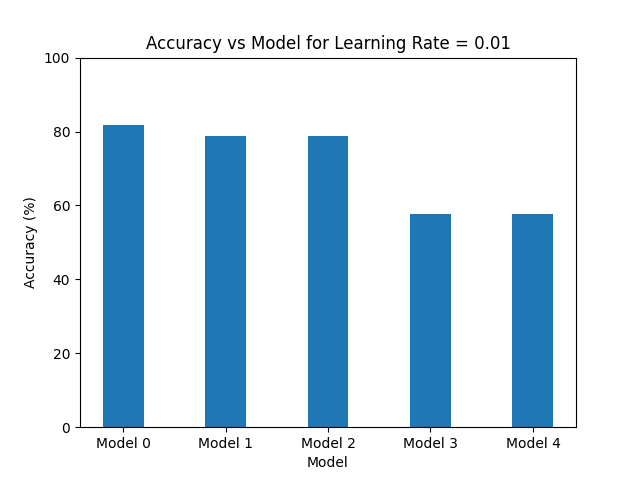 Accuracy vs Model for Learning Rate = 0.01
100
80
60
40
20
0
Accuracy (%)
Model 0 Model 1 Model 2 Model 3 Model 4
Model